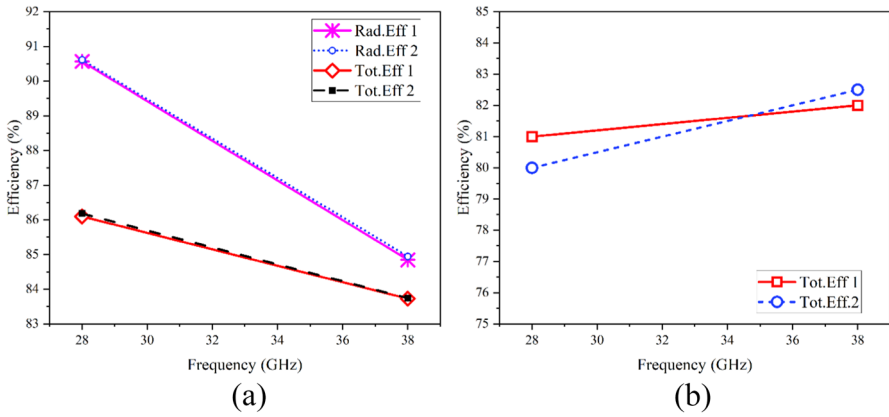 92
91
90
89
88
87
86
85
84
83
Efficiency (%)
28
30
32
34
36
38
Frequency (GHz)
Rad.Eff 1
Rad.Eff 2
Tot.Eff 1
Tot.Eff 2
(a)
85
84
83
82
81
80
79
78
77
76
75
Efficiency (%)
28
30
32
34
36
38
Frequency (GHz)
Tot.Eff 1
Tot.Eff.2
(b)